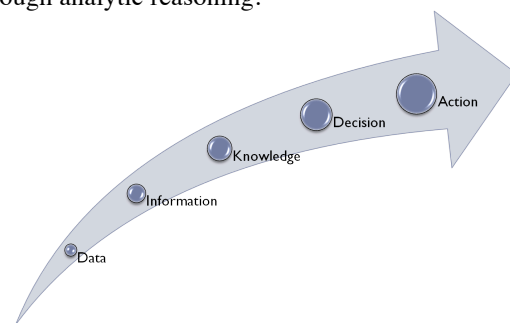 ough analytic reasoning?
Action
Decision
Knowledge
Information
Data